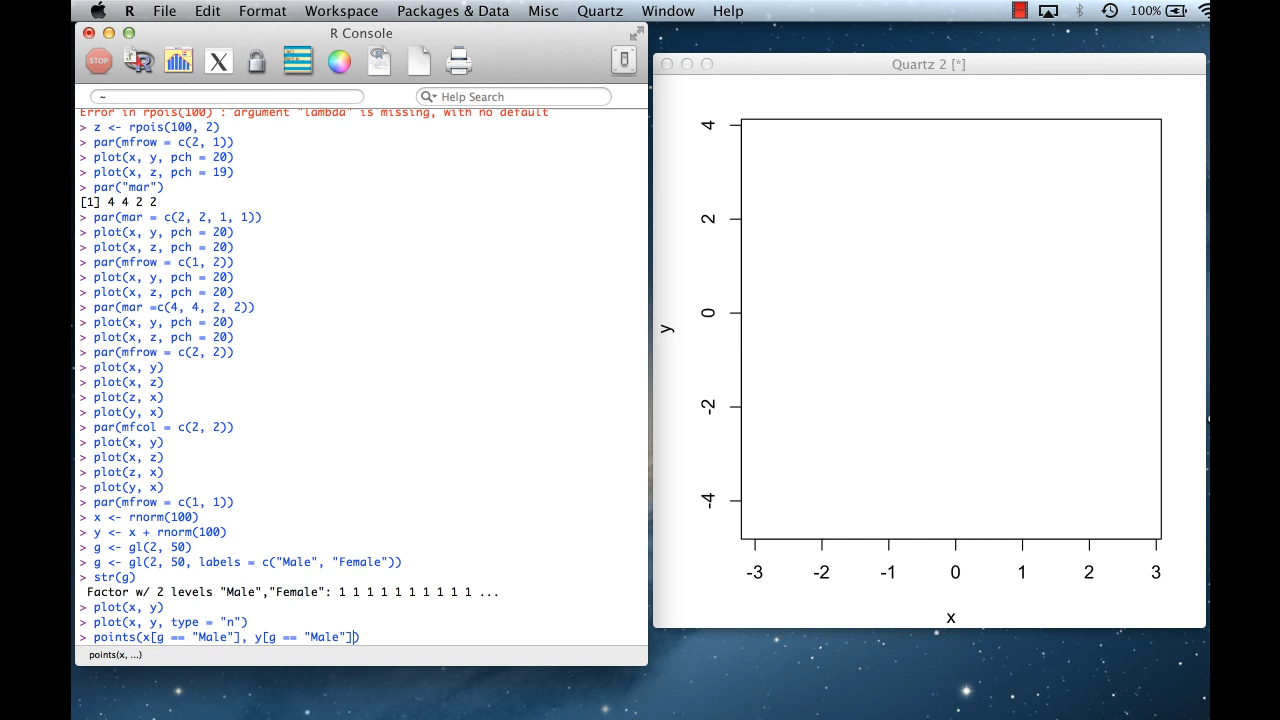 R File Edit Format Workspace Packages & Data Misc Quartz Window Help 100%
R Console
STOP
R
X
~
Help Search
Error in rpois(100) : argument "lambda" is missing, with no default
> z <- rpois(100, 2)
> par(mfrow = c(2, 1))
> plot(x, y, pch = 20)
> plot(x, z, pch = 19)
> par("mar")
[1] 4 4 2 2
> par(mar = c(2, 2, 1, 1))
> plot(x, y, pch = 20)
> plot(x, z, pch = 20)
> par(mfrow = c(1, 2))
> plot(x, y, pch = 20)
> plot(x, z, pch = 20)
> par(mar =c(4, 4, 2, 2))
> plot(x, y, pch = 20)
> plot(x, z, pch = 20)
> par(mfrow = c(2, 2))
> plot(x, y)
> plot(x, z)
> plot(z, x)
> plot(y, x)
> par(mfcol = c(2, 2))
> plot(x, y)
> plot(x, z)
> plot(z, x)
> plot(y, x)
> par(mfrow = c(1, 1))
> x <- rnorm(100)
> y <- x + rnorm(100)
> g <- gl(2, 50)
> g <- gl(2, 50, labels = c("Male", "Female"))
> str(g)
Factor w/ 2 levels "Male","Female": 1 1 1 1 1 1 1 1 1 1 ...
> plot(x, y)
> plot(x, y, type = "n")
> points(x[g == "Male"], y[g == "Male"])
points(x, ...)
Quartz 2 [*]
4
2
0
-2
-4
y
-3 -2 -1 0 1 2 3
x